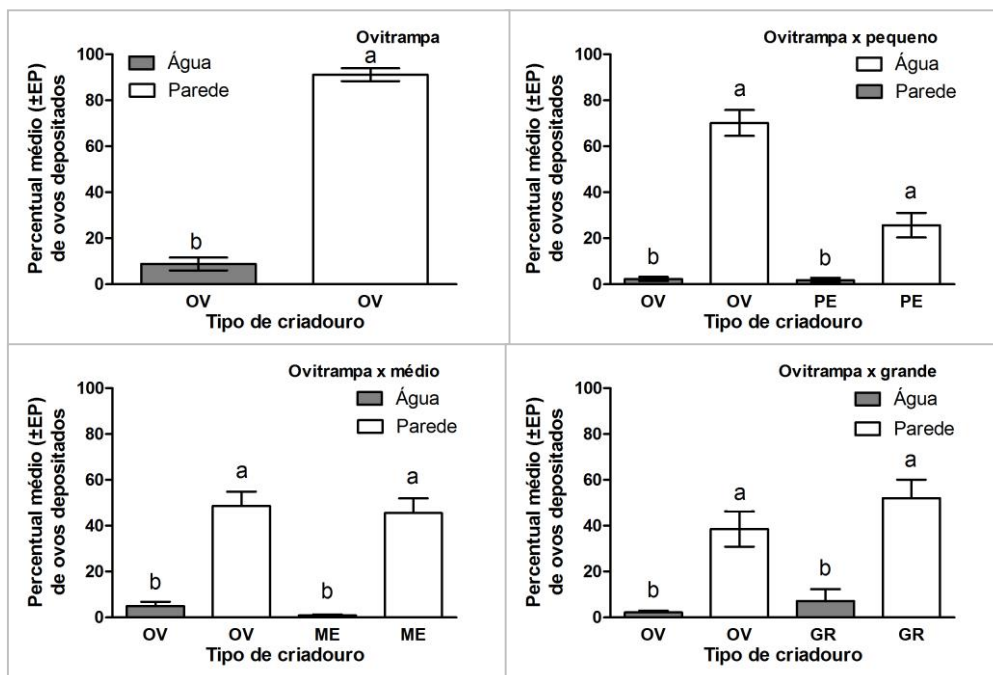 Ovitrampa
Água
Parede
Percentual médio (±EP)
de ovos depositados
100
80
60
40
20
0
b
a
OV
OV
Tipo de criadouro
Ovitrampa x pequeno
Água
Parede
Percentual médio (±EP)
de ovos depositados
100
80
60
40
20
0
b
a
b
a
OV
OV
PE
PE
Tipo de criadouro
Ovitrampa x médio
Água
Parede
Percentual médio (±EP)
de ovos depositados
100
80
60
40
20
0
b
a
b
a
OV
OV
ME
ME
Tipo de criadouro
Ovitrampa x grande
Água
Parede
Percentual médio (±EP)
de ovos depositados
100
80
60
40
20
0
b
a
b
a
OV
OV
GR
GR
Tipo de criadouro